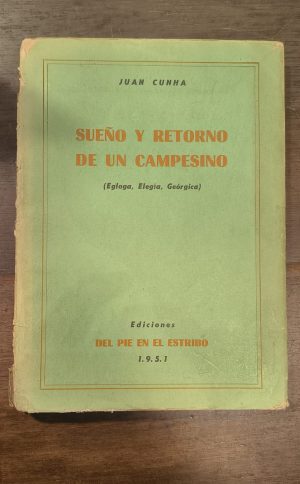 JUAN CUNHA
SUEÑO Y RETORNO
DE UN CAMPESINO
(Egloga, Elegía, Geórgica)
Ediciones
DEL PIE EN EL ESTRIBO
1.9.5.1